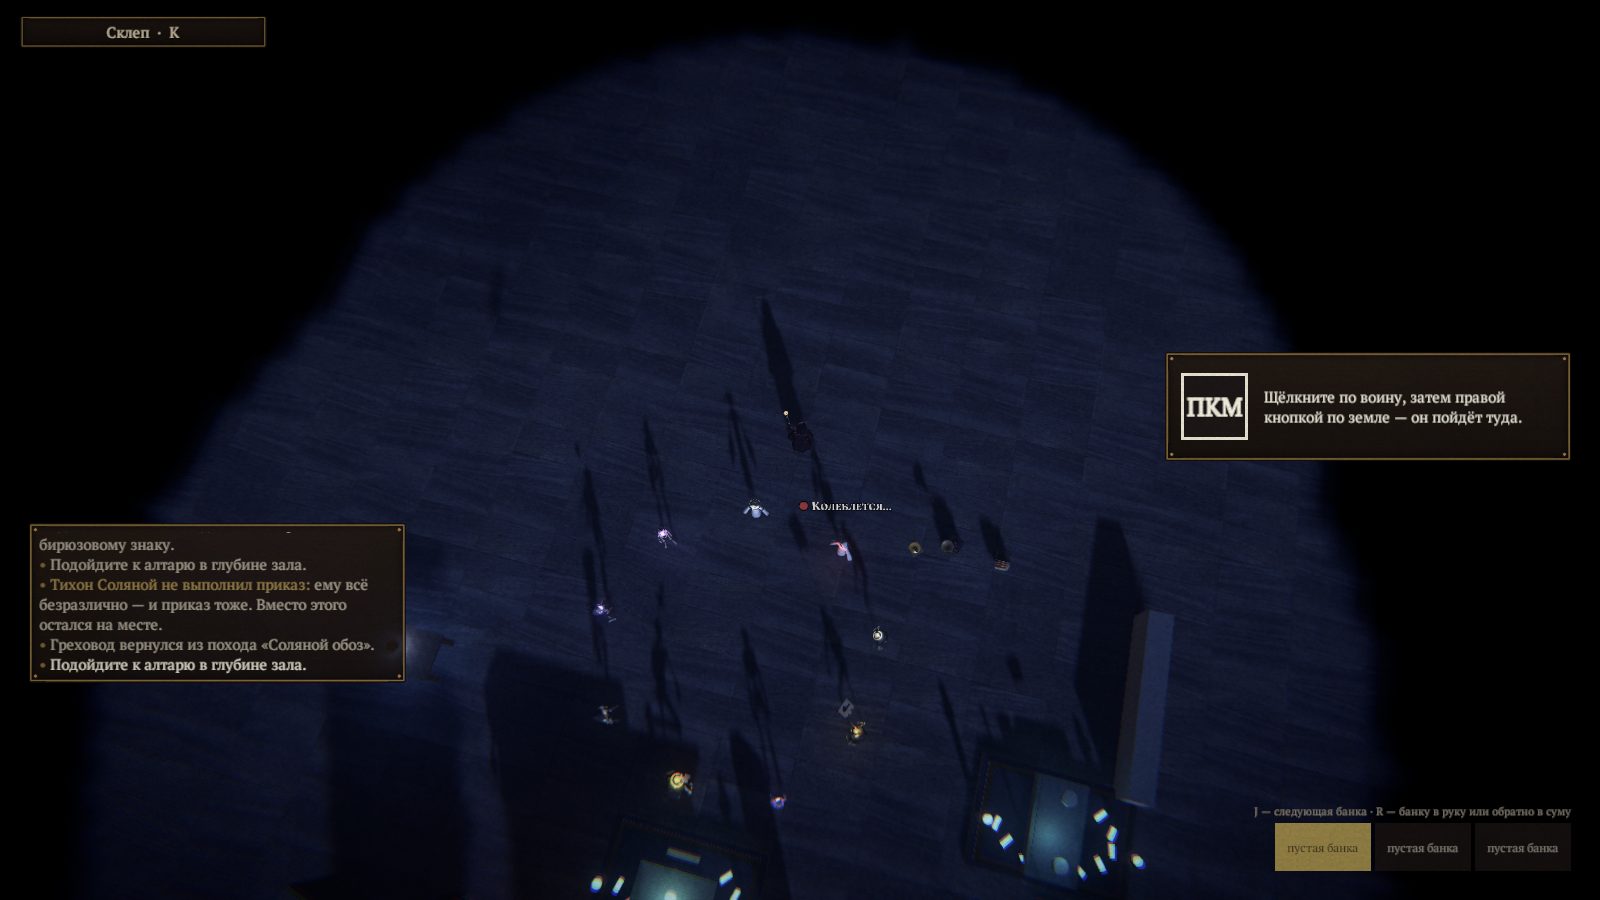 Склеп · К
Колеблется...
ПКМ
Щёлкните по воину, затем правой
кнопкой по земле — он пойдёт туда.
бирюзовому знаку.
• Подойдите к алтарю в глубине зала.
• Тихон Соляной не выполнил приказ: ему всё
безразлично — и приказ тоже. Вместо этого
остался на месте.
• Греховод вернулся из похода «Соляной обоз».
• Подойдите к алтарю в глубине зала.
J — следующая банка · R — банку в руку или обратно в суму
пустая банка
пустая банка
пустая банка